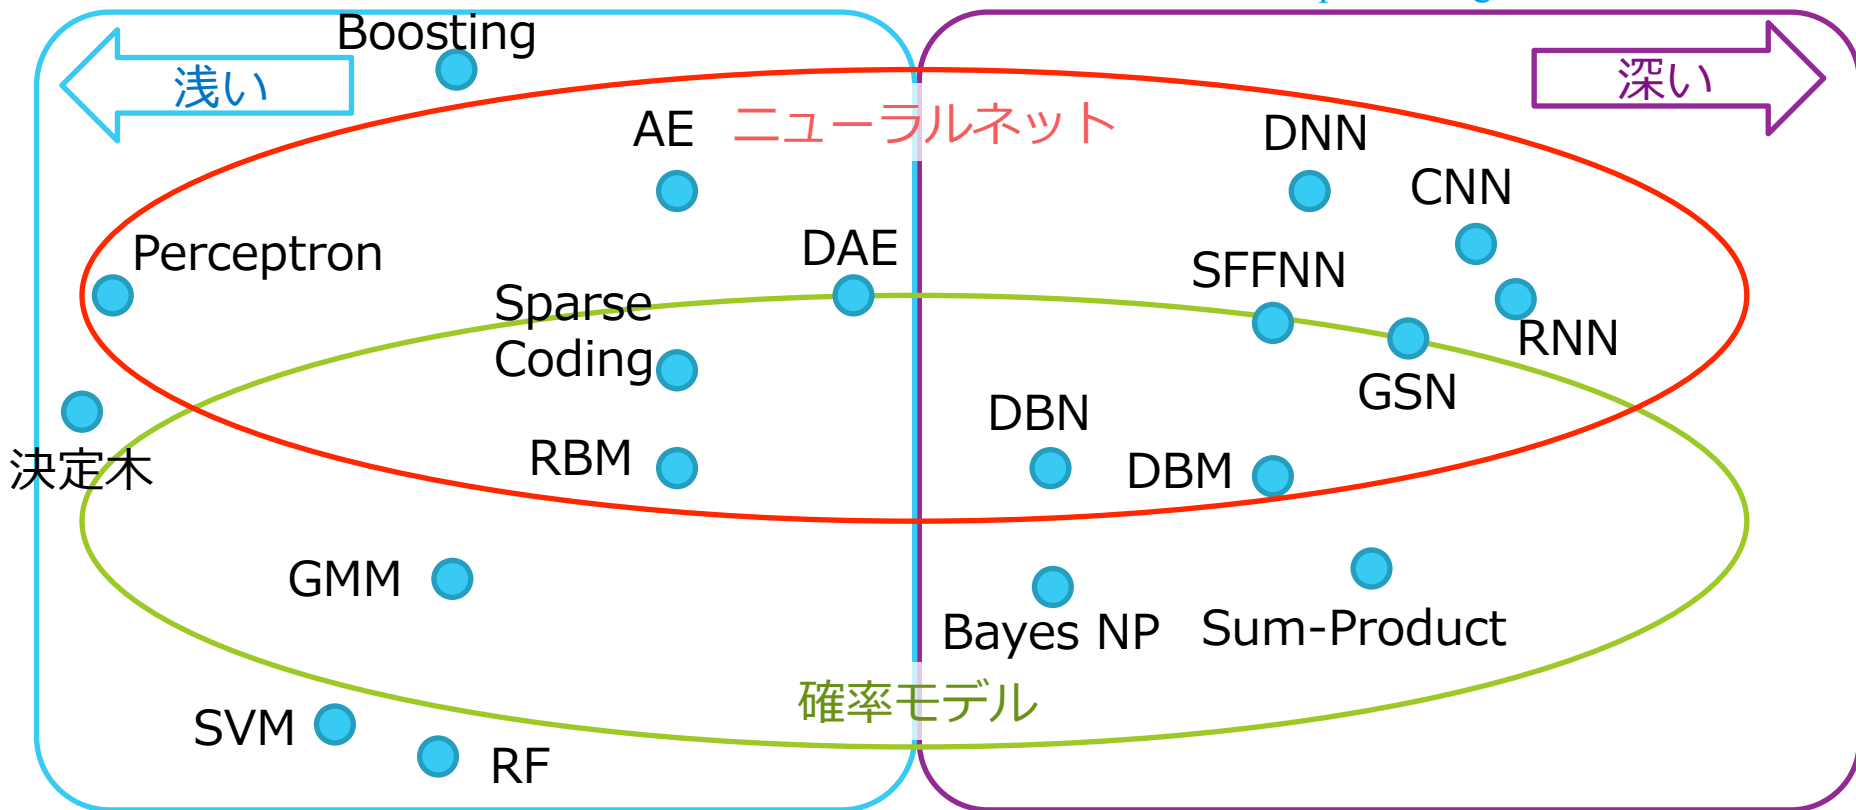 Boosting
浅い
深い
AE
ニューラルネット
DNN
CNN
Perceptron
DAE
SFFNN
Sparse
Coding
RNN
GSN
DBN
決定木
RBM
DBM
GMM
Bayes NP
Sum-Product
確率モデル
SVM
RF